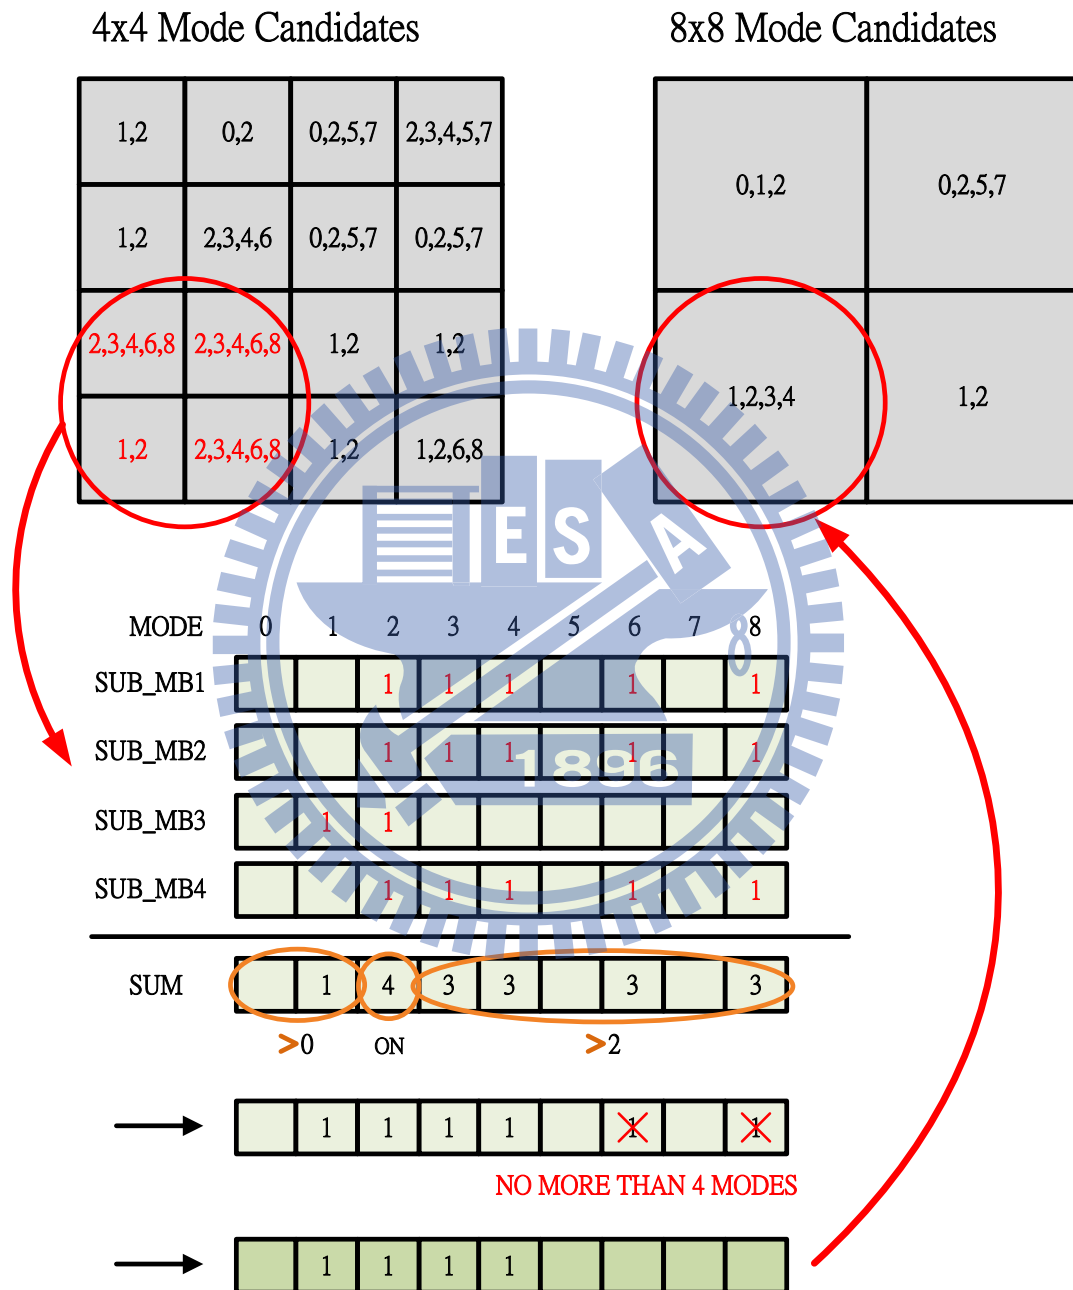 4x4 Mode Candidates
8x8 Mode Candidates
1,2 0,2 0,2,5,7 2,3,4,5,7
0,1,2 0,2,5,7
1,2 2,3,4,6 0,2,5,7 0,2,5,7
2,3,4,6,8 2,3,4,6,8 1,2 1,2
1,2,3,4 1,2
1,2 2,3,4,6,8 1,2 1,2,6,8
ES A
8
MODE 0 1 2 3 4 5 6 7 8
SUB_MB1 1 1 1 1 1
SUB_MB2 1 1 1 1 1
1896
SUB_MB3 1 1
SUB_MB4 1 1 1 1 1
SUM 1 4 3 3 3 3
>0 ON >2
1 1 1 1 1 1
NO MORE THAN 4 MODES
1 1 1 1